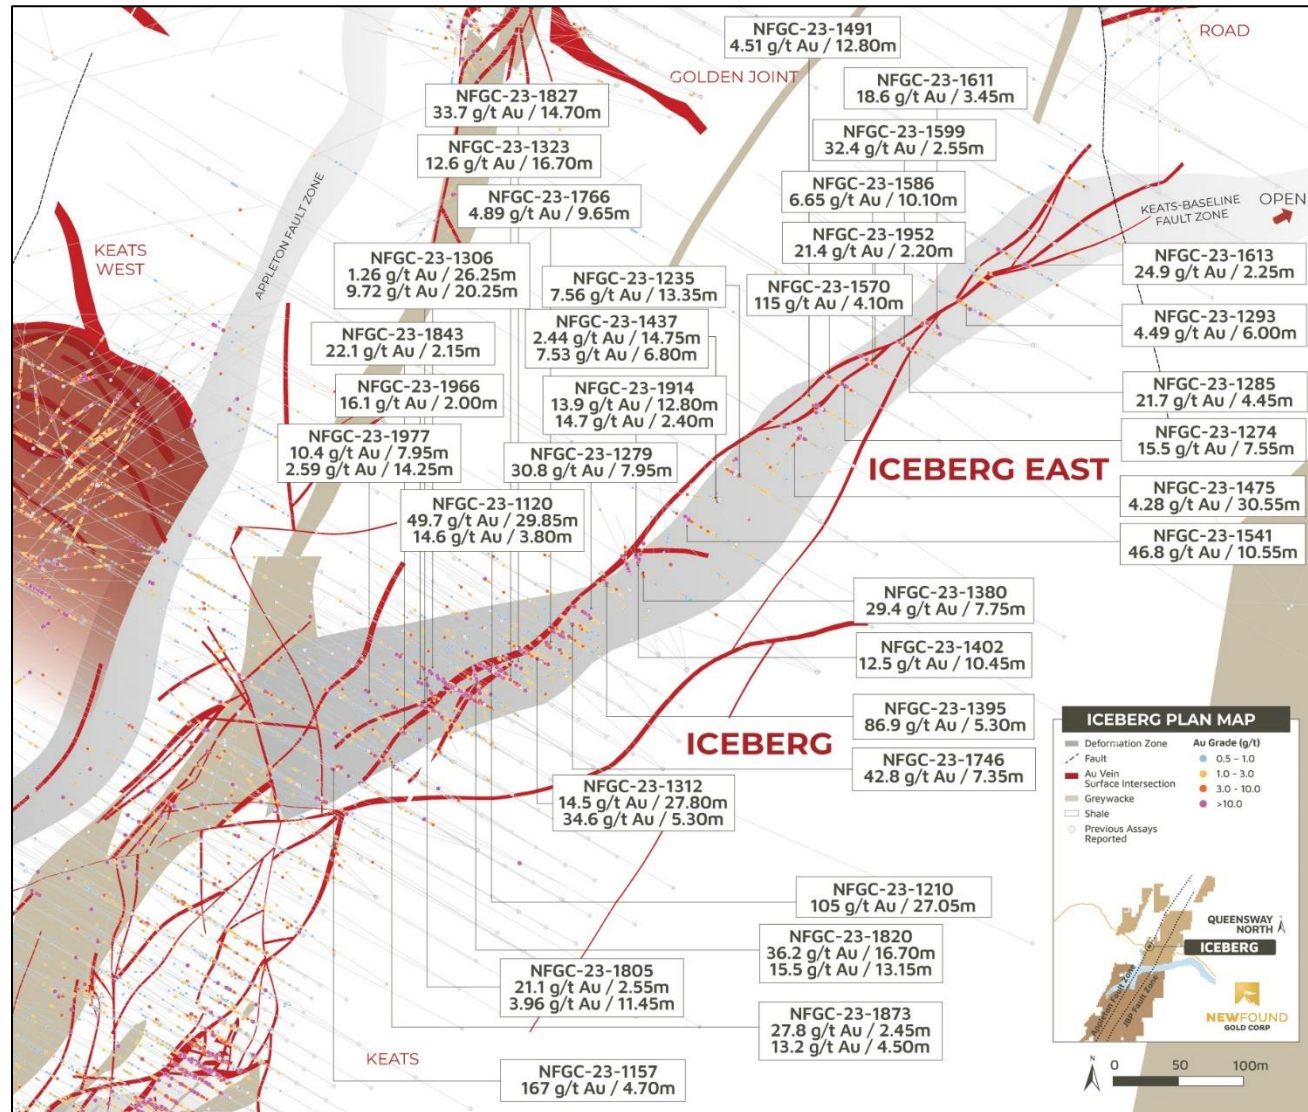 NFGC-23-1491
4.51 g/t Au / 12.80m
ROAD
GOLDEN JOINT
NFGC-23-1611
18.6 g/t Au / 3.45m
NFGC-23-1827
33.7 g/t Au / 14.70m
NFGC-23-1599
32.4 g/t Au / 2.55m
NFGC-23-1323
12.6 g/t Au / 16.70m
NFGC-23-1586
6.65 g/t Au / 10.10m
NFGC-23-1766
4.89 g/t Au / 9.65m
KEATS-BASELINE
FAULT ZONE
OPEN
APPLETON FAULT ZONE
KEATS
WEST
NFGC-23-1952
21.4 g/t Au / 2.20m
NFGC-23-1306
1.26 g/t Au / 26.25m
9.72 g/t Au / 20.25m
NFGC-23-1235
7.56 g/t Au / 13.35m
NFGC-23-1570
115 g/t Au / 4.10m
NFGC-23-1613
24.9 g/t Au / 2.25m
NFGC-23-1437
2.44 g/t Au / 14.75m
7.53 g/t Au / 6.80m
NFGC-23-1293
4.49 g/t Au / 6.00m
NFGC-23-1843
22.1 g/t Au / 2.15m
NFGC-23-1966
16.1 g/t Au / 2.00m
NFGC-23-1914
13.9 g/t Au / 12.80m
14.7 g/t Au / 2.40m
NFGC-23-1285
21.7 g/t Au / 4.45m
NFGC-23-1977
10.4 g/t Au / 7.95m
2.59 g/t Au / 14.25m
NFGC-23-1279
30.8 g/t Au / 7.95m
NFGC-23-1274
15.5 g/t Au / 7.55m
ICEBERG EAST
NFGC-23-1120
49.7 g/t Au / 29.85m
14.6 g/t Au / 3.80m
NFGC-23-1475
4.28 g/t Au / 30.55m
NFGC-23-1541
46.8 g/t Au / 10.55m
NFGC-23-1380
29.4 g/t Au / 7.75m
NFGC-23-1402
12.5 g/t Au / 10.45m
NFGC-23-1395
86.9 g/t Au / 5.30m
ICEBERG
NFGC-23-1746
42.8 g/t Au / 7.35m
NFGC-23-1312
14.5 g/t Au / 27.80m
34.6 g/t Au / 5.30m
NFGC-23-1210
105 g/t Au / 27.05m
NFGC-23-1820
36.2 g/t Au / 16.70m
15.5 g/t Au / 13.15m
NFGC-23-1805
21.1 g/t Au / 2.55m
3.96 g/t Au / 11.45m
NFGC-23-1873
27.8 g/t Au / 2.45m
13.2 g/t Au / 4.50m
KEATS
NFGC-23-1157
167 g/t Au / 4.70m
ICEBERG PLAN MAP
Deformation Zone
Fault
Au Vein
Surface Intersection
Greywacke
Shale
Previous Assays
Reported
Au Grade (g/t)
0.5 - 1.0
1.0 - 3.0
3.0 - 10.0
>10.0
QUEENSWAY
NORTH
ICEBERG
Appleton Fault Zone
JBP Fault Zone
NEWFOUND
GOLD CORP
N
0 50 100m